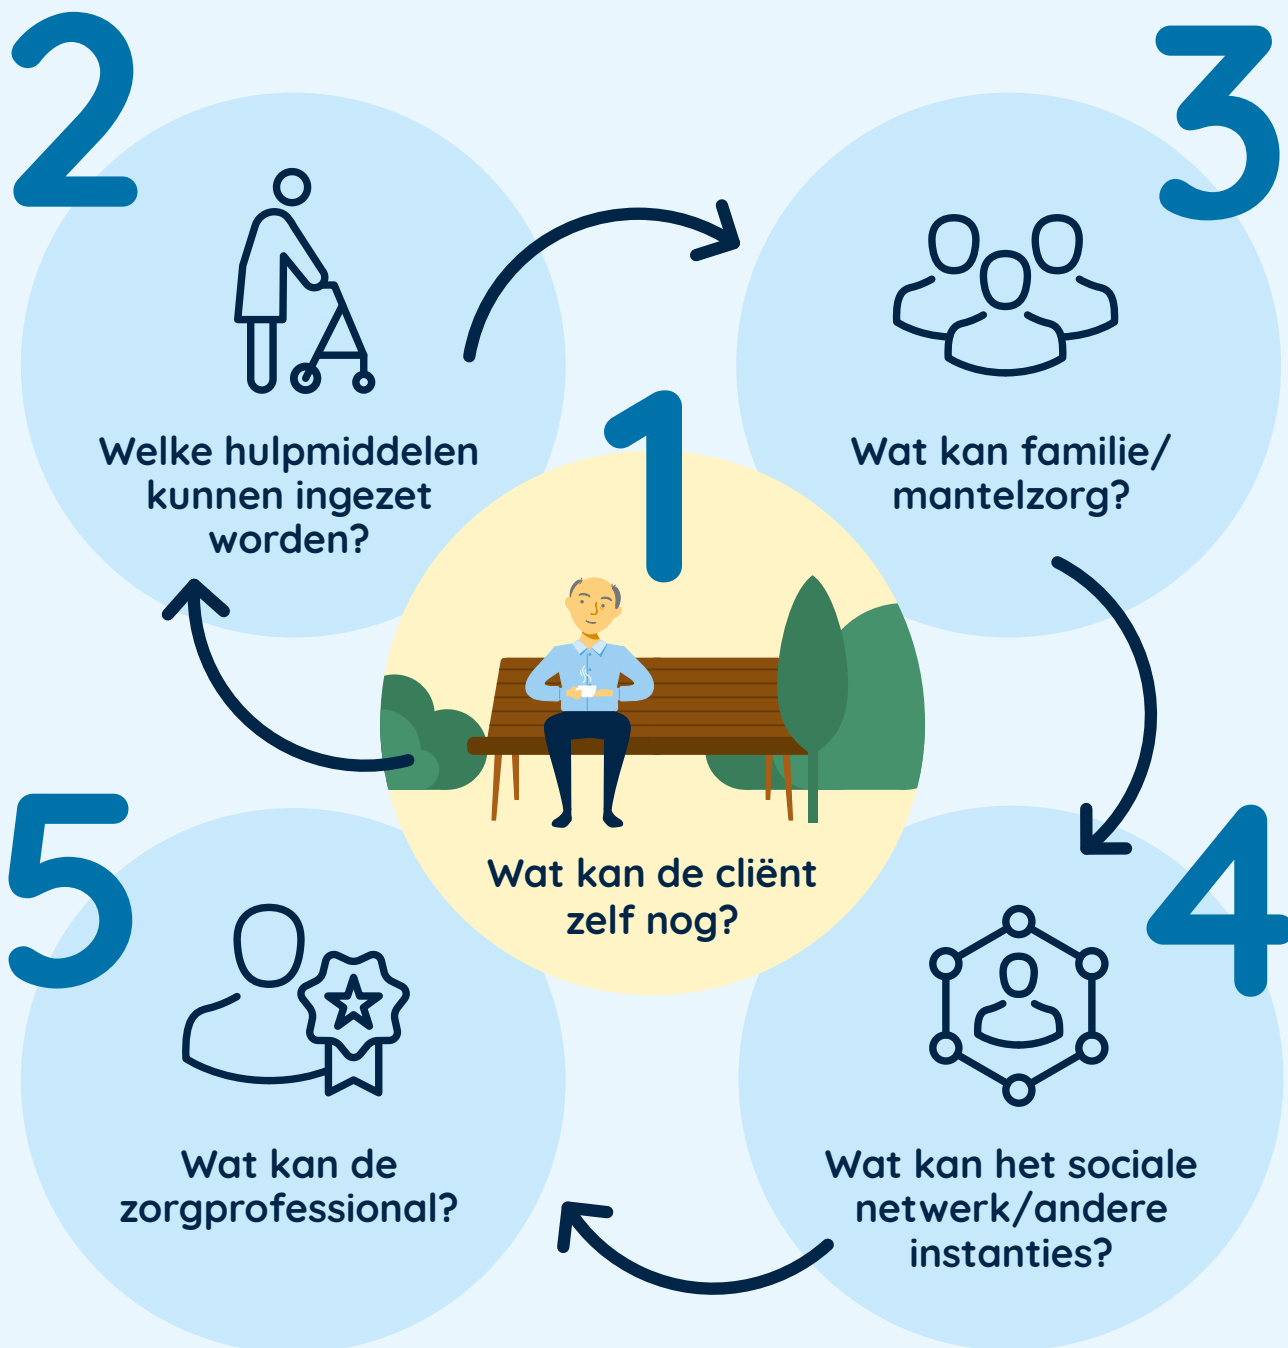 1
Wat kan de cliënt
zelf nog?
2
Welke hulpmiddelen
kunnen ingezet
worden?
3
Wat kan familie/
mantelzorg?
4
Wat kan het sociale
netwerk/andere
instanties?
5
Wat kan de
zorgprofessional?